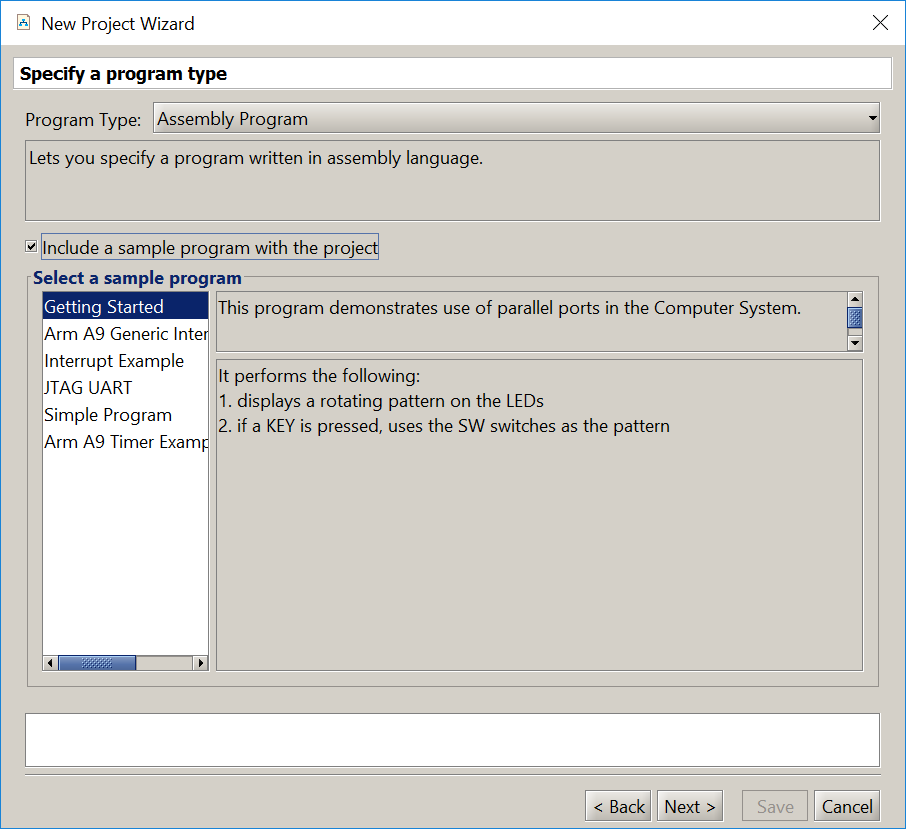 New Project Wizard
Specify a program type
Program Type: Assembly Program
Lets you specify a program written in assembly language.
Include a sample program with the project
Select a sample program
Getting Started
Arm A9 Generic Inter
Interrupt Example
JTAG UART
Simple Program
Arm A9 Timer Examp
This program demonstrates use of parallel ports in the Computer System.
It performs the following:
1. displays a rotating pattern on the LEDs
2. if a KEY is pressed, uses the SW switches as the pattern
< Back Next > Save Cancel